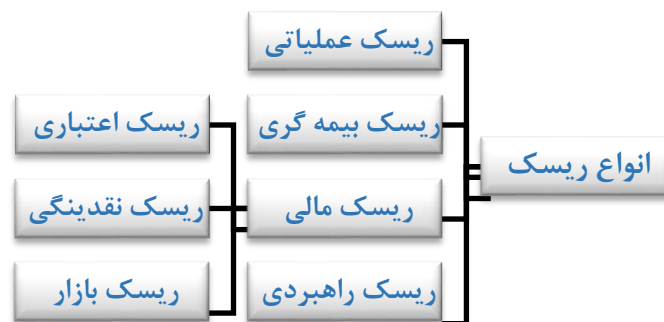 انواع ریسک
ریسک عملیاتی
ریسک بیمه گری
ریسک مالی
ریسک راهبردی
ریسک اعتباری
ریسک نقدینگی
ریسک بازار